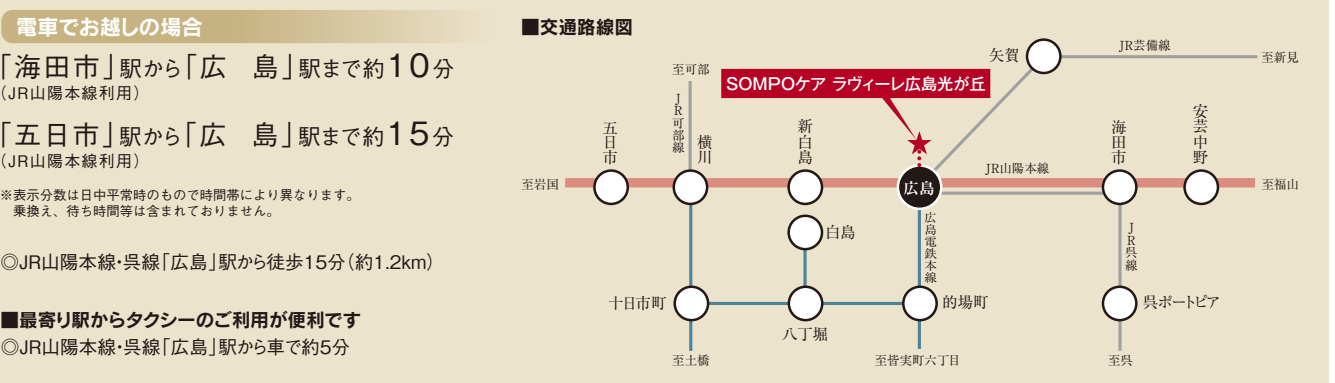 電車でお越しの場合
「海田市」駅から「広　島」駅まで約10分
(JR山陽本線利用)
「五日市」駅から「広　島」駅まで約15分
(JR山陽本線利用)
※表示分数は日中平常時のもので時間帯により異なります。
乗換え、待ち時間等は含まれておりません。
◎JR山陽本線・呉線「広島」駅から徒歩15分(約1.2km)
■最寄り駅からタクシーのご利用が便利です
◎JR山陽本線・呉線「広島」駅から車で約5分
■交通路線図
矢賀
JR芸備線
至新見
至可部
SOMPOケア ラヴィーレ広島光が丘
JR可部線
五日市
横川
新白島
海田市
安芸中野
JR山陽本線
至岩国
広島
至福山
白島
広島電鉄本線
JR呉線
十日市町
八丁堀
的場町
呉ポートピア
至土橋
至皆実町六丁目
至呉